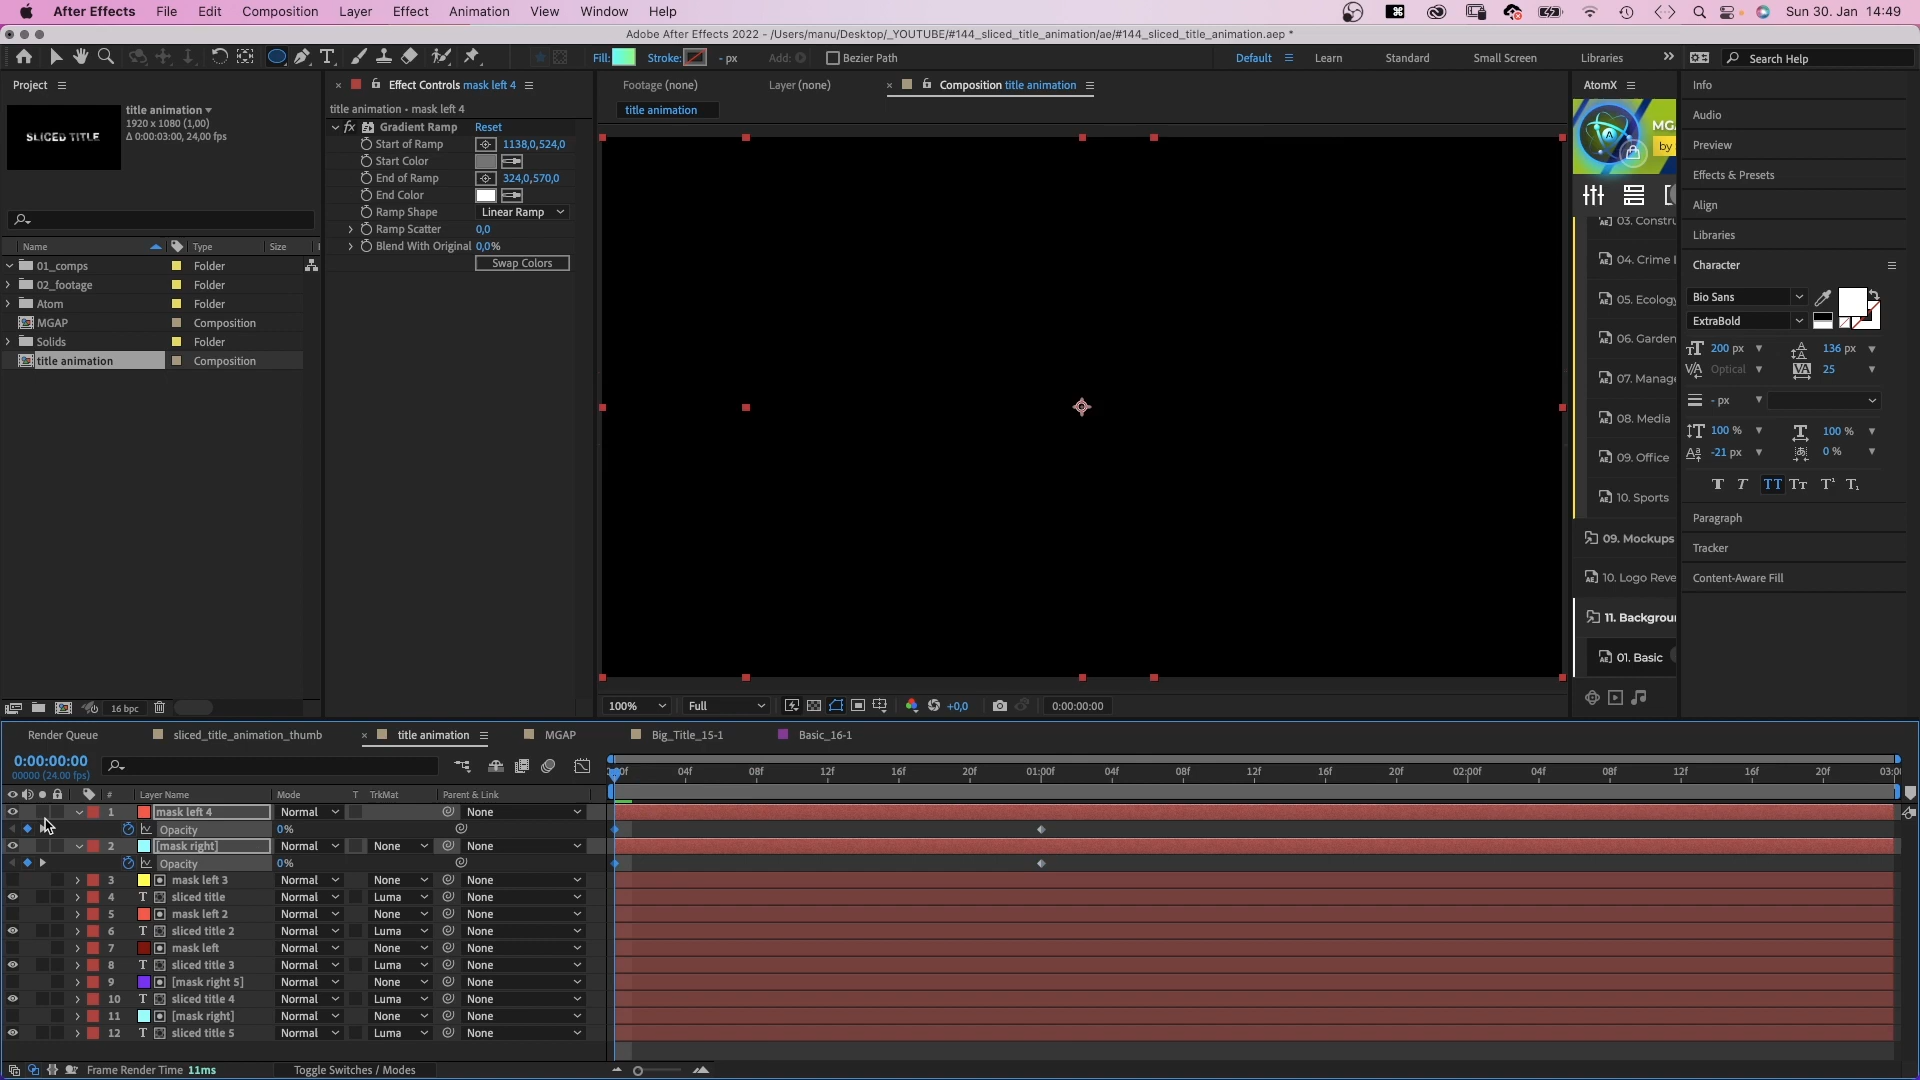 After Effects File Edit Composition Layer Effect Animation View Window Help Sun 30. Jan 14:49
Adobe After Effects 2022 - /Users/manu/Desktop/_YOUTUBE/#144_sliced_title_animation/ae/#144_sliced_title_animation.aep *
Fill: Stroke: - px Add: Bezier Path Default Learn Standard Small Screen Libraries Search Help
Project
title animation
1920 x 1080 (1,00)
Δ 0:00:03:00, 24,00 fps
SLICED TITLE
Name Type Size
01_comps Folder
02_footage Folder
Atom Folder
MGAP Composition
Solids Folder
title animation Composition
16 bpc
Effect Controls mask left 4
title animation • mask left 4
fx Gradient Ramp Reset
Start of Ramp 1138,0,524,0
Start Color
End of Ramp 324,0,570,0
End Color
Ramp Shape Linear Ramp
Ramp Scatter 0,0
Blend With Original 0,0%
Swap Colors
Footage (none) Layer (none) Composition title animation
title animation
100% Full +0,0 0:00:00:00
AtomX
MG
by
03. Constru
04. Crime
05. Ecology
06. Garden
07. Manage
08. Media
09. Office
10. Sports
09. Mockups
10. Logo Reve
11. Backgrou
01. Basic
Info
Audio
Preview
Effects & Presets
Align
Libraries
Character
Bio Sans
ExtraBold
200 px 136 px
Optical 25
- px
100 % 100 %
-21 px 0 %
T T TT Tт T¹ T₁
Paragraph
Tracker
Content-Aware Fill
Render Queue sliced_title_animation_thumb title animation MGAP Big_Title_15-1 Basic_16-1
0:00:00:00
00000 (24.00 fps)
04f 08f 12f 16f 20f 01:00f 04f 08f 12f 16f 20f 02:00f 04f 08f 12f 16f 20f 03:0
# Layer Name Mode T TrkMat Parent & Link
1 mask left 4 Normal None
Opacity 0%
2 [mask right] Normal None None
Opacity 0%
3 mask left 3 Normal None None
4 T sliced title Normal Luma None
5 mask left 2 Normal None None
6 T sliced title 2 Normal Luma None
7 mask left Normal None None
8 T sliced title 3 Normal Luma None
9 [mask right 5] Normal None None
10 T sliced title 4 Normal Luma None
11 [mask right] Normal None None
12 T sliced title 5 Normal Luma None
Frame Render Time 11ms Toggle Switches / Modes